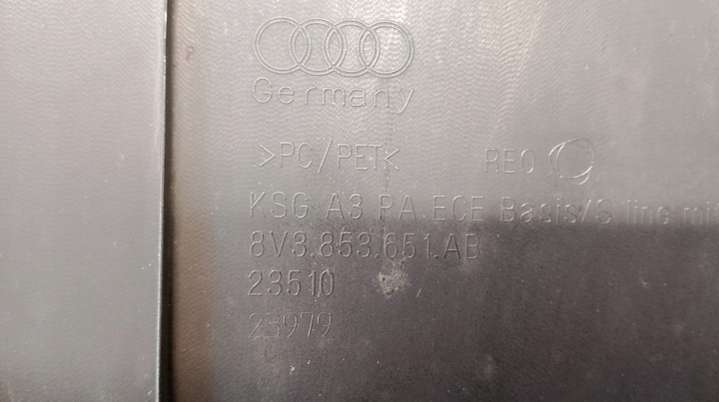 Germany
>PC/PET< REO
KSG A3 PA ECE Basis/S line mi
8V3.853.651.AB
23510
23979